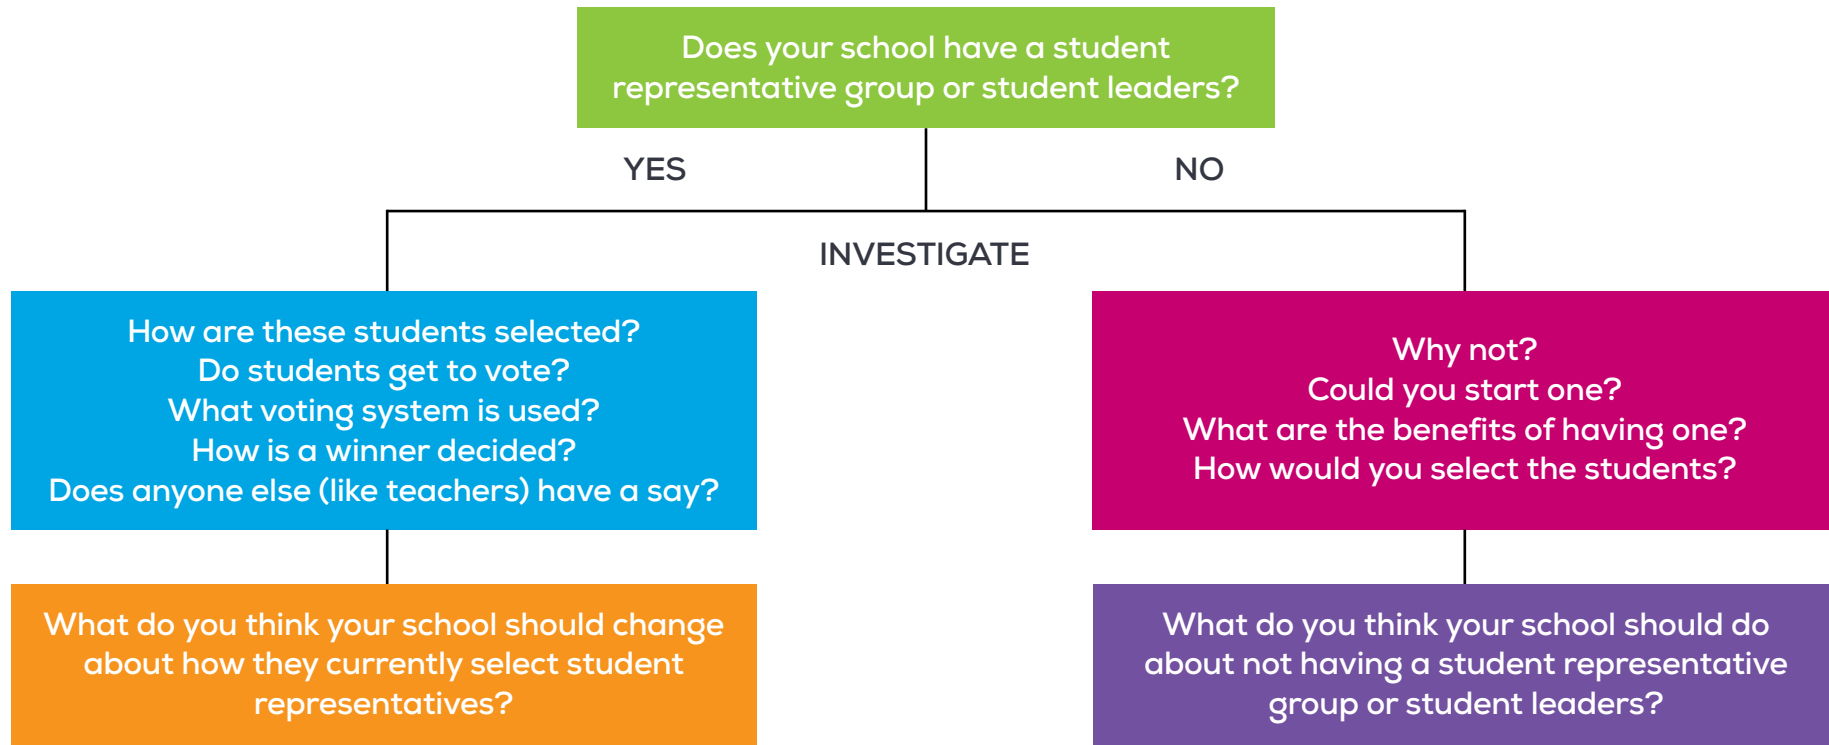 Does your school have a student
representative group or student leaders?
YES
NO
INVESTIGATE
How are these students selected?
Do students get to vote?
What voting system is used?
How is a winner decided?
Does anyone else (like teachers) have a say?
Why not?
Could you start one?
What are the benefits of having one?
How would you select the students?
What do you think your school should change
about how they currently select student
representatives?
What do you think your school should do
about not having a student representative
group or student leaders?